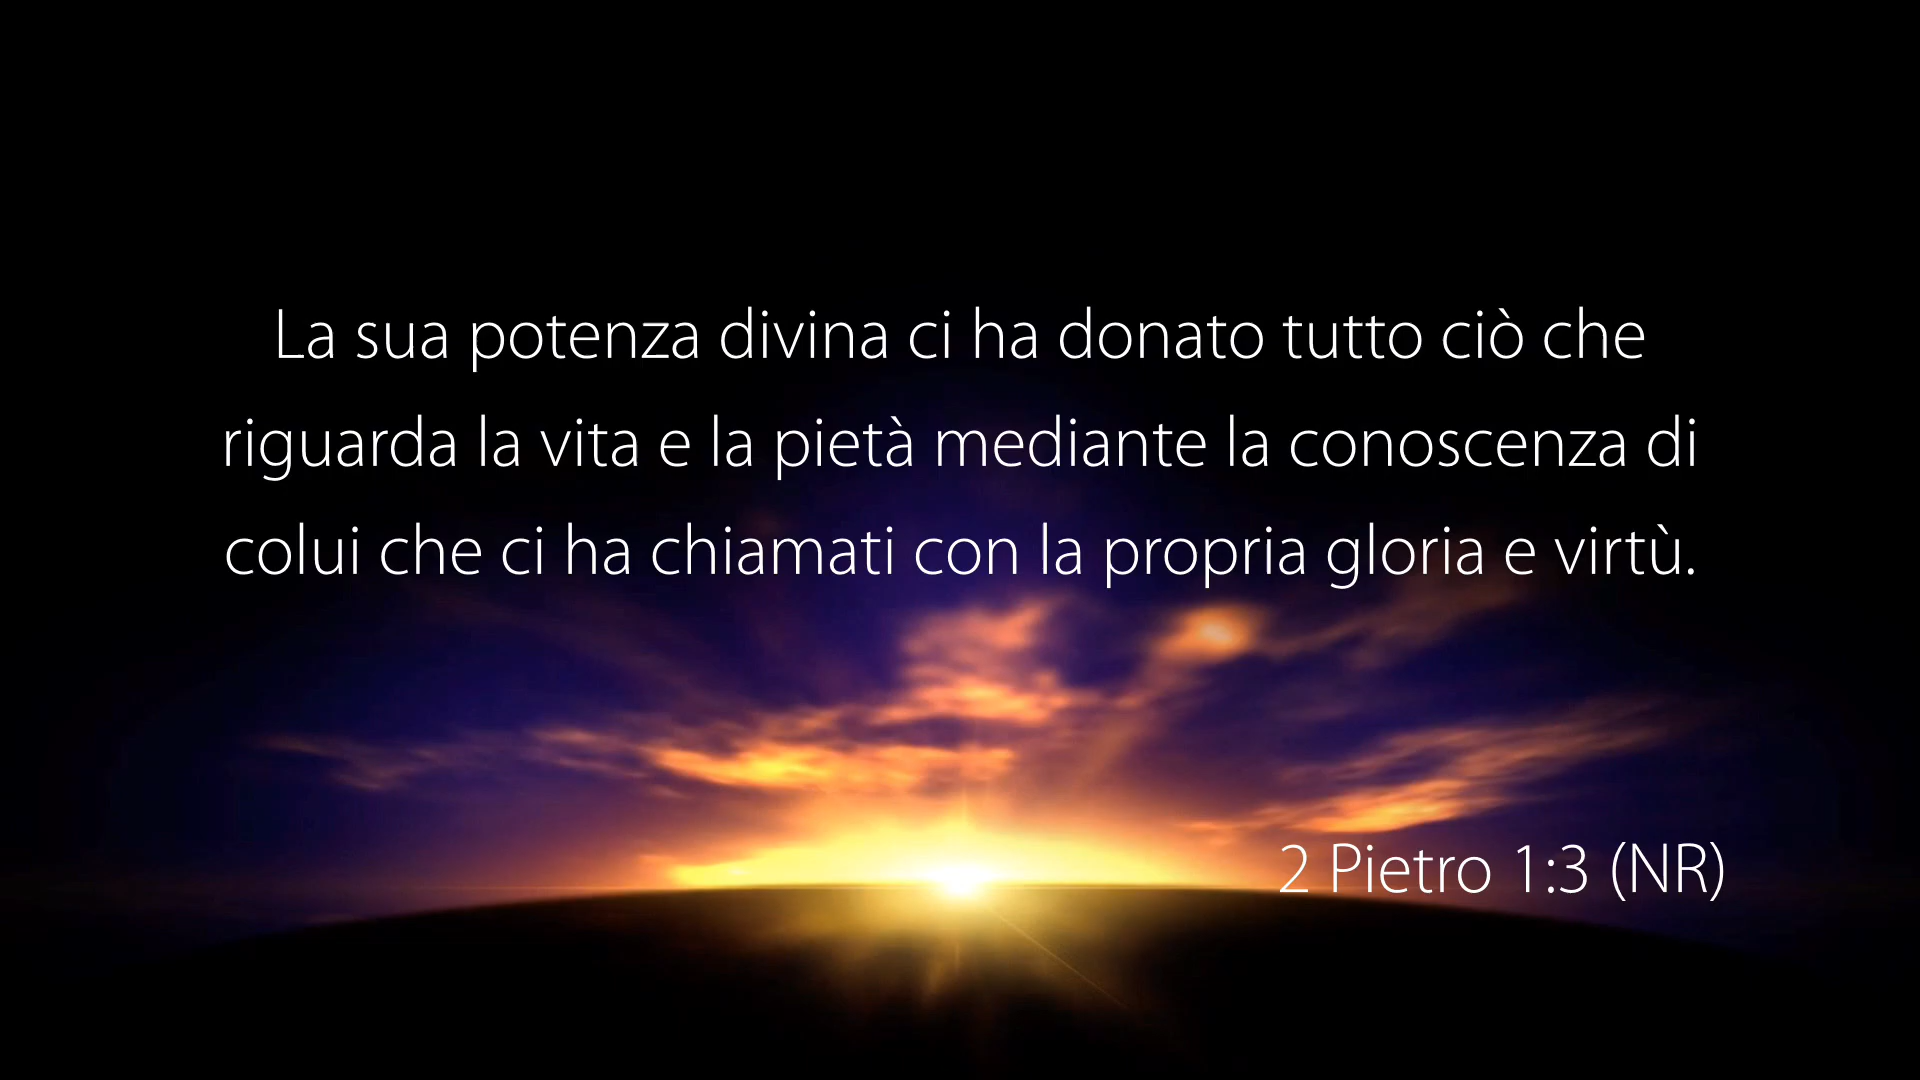 La sua potenza divina ci ha donato tutto ciò che
riguarda la vita e la pietà mediante la conoscenza di
colui che ci ha chiamati con la propria gloria e virtù.
2 Pietro 1:3 (NR)